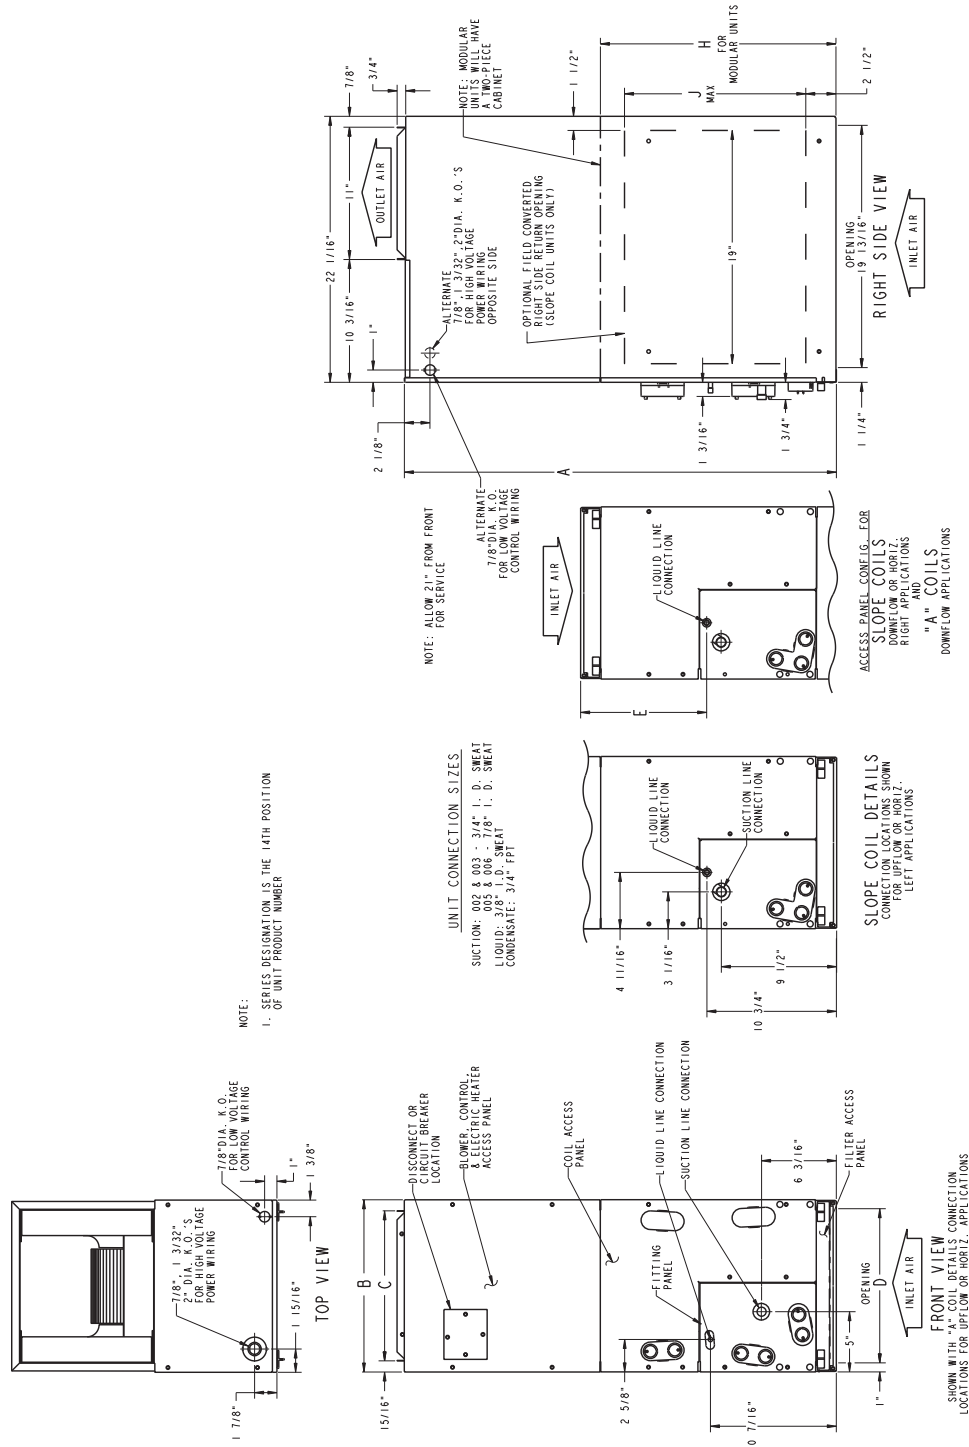 TOP VIEW
7/8", 1 3/32"
2" DIA. K.O.'S
FOR HIGH VOLTAGE
POWER WIRING
7/8"DIA. K.O.
FOR LOW VOLTAGE
CONTROL WIRING
1 7/8"
1 15/16"
1"
1 3/8"
NOTE:
1. SERIES DESIGNATION IS THE 14TH POSITION
OF UNIT PRODUCT NUMBER
B
C
15/16"
DISCONNECT OR
CIRCUIT BREAKER
LOCATION
BLOWER, CONTROL,
& ELECTRIC HEATER
ACCESS PANEL
COIL ACCESS
PANEL
LIQUID LINE CONNECTION
SUCTION LINE CONNECTION
FITTING
PANEL
2 5/8"
0 7/16"
6 3/16"
FILTER ACCESS
PANEL
5"
1"
OPENING
D
INLET AIR
FRONT VIEW
SHOWN WITH "A" COIL DETAILS CONNECTION
LOCATIONS FOR UPFLOW OR HORIZ. APPLICATIONS
UNIT CONNECTION SIZES
SUCTION: 002 & 003 - 3/4" I. D. SWEAT
005 & 006 - 7/8" I. D. SWEAT
LIQUID: 3/8" I.D. SWEAT
CONDENSATE: 3/4" FPT
4 11/16"
3 1/16"
LIQUID LINE
CONNECTION
SUCTION LINE
CONNECTION
9 1/2"
10 3/4"
SLOPE COIL DETAILS
CONNECTION LOCATIONS SHOWN
FOR UPFLOW OR HORIZ.
LEFT APPLICATIONS
NOTE: ALLOW 21" FROM FRONT
FOR SERVICE
INLET AIR
E
LIQUID LINE
CONNECTION
ACCESS PANEL CONFIG. FOR
SLOPE COILS
DOWNFLOW OR HORIZ.
RIGHT APPLICATIONS
AND
"A" COILS
DOWNFLOW APPLICATIONS
22 1/16"
10 3/16"
11"
7/8"
3/4"
1"
2 1/8"
OUTLET AIR
ALTERNATE
7/8",1 3/32",2"DIA. K.O.'S
FOR HIGH VOLTAGE
POWER WIRING
OPPOSITE SIDE
ALTERNATE
7/8"DIA. K.O.
FOR LOW VOLTAGE
CONTROL WIRING
NOTE: MODULAR
UNITS WILL HAVE
A TWO-PIECE
CABINET
OPTIONAL FIELD CONVERTED
RIGHT SIDE RETURN OPENING
(SLOPE COIL UNITS ONLY)
A
19"
1 1/2"
H
FOR
MODULAR UNITS
J
MAX
2 1/2"
1 3/16"
1 3/4"
1 1/4"
OPENING
19 13/16"
RIGHT SIDE VIEW
INLET AIR